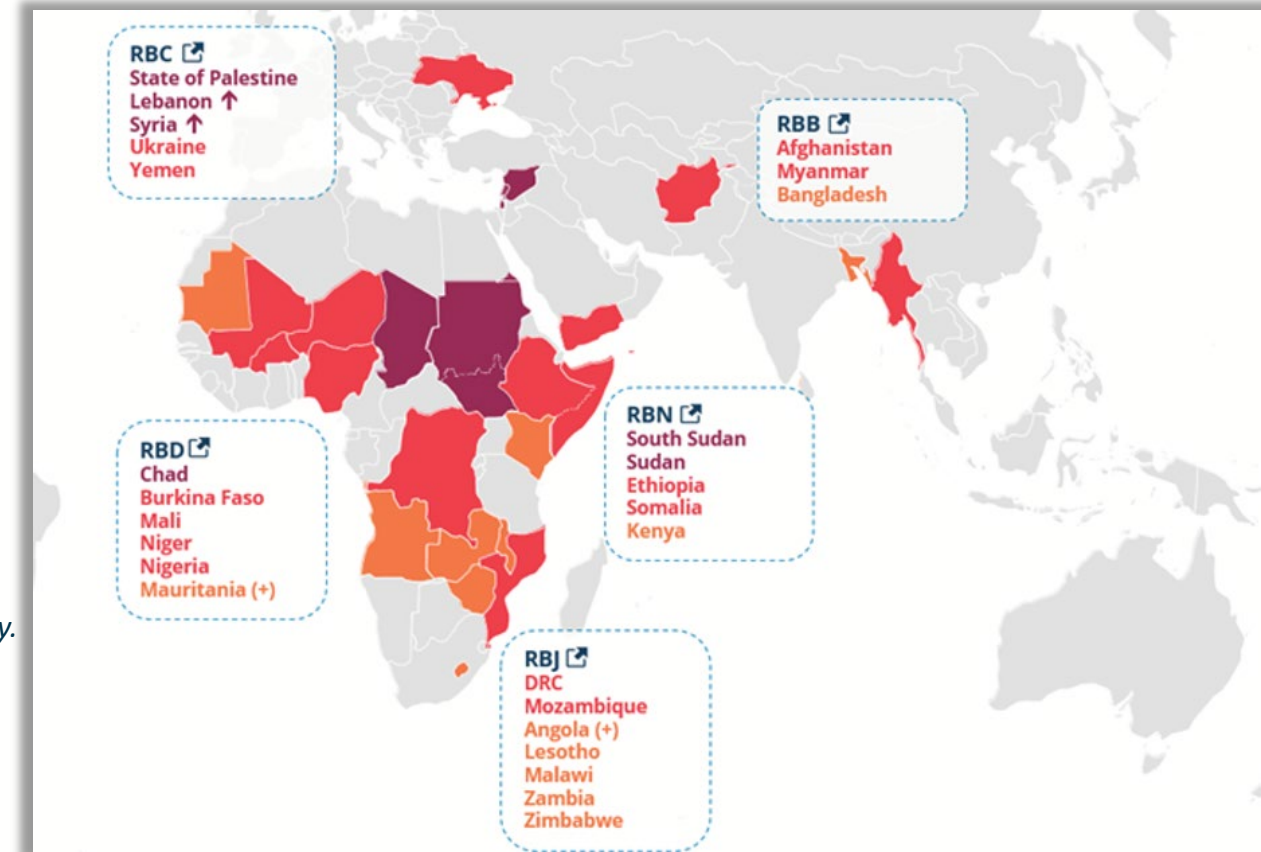 RBC
State of Palestine
Lebanon ↑
Syria ↑
Ukraine
Yemen
RBB
Afghanistan
Myanmar
Bangladesh
RBD
Chad
Burkina Faso
Mali
Niger
Nigeria
Mauritania (+)
RBN
South Sudan
Sudan
Ethiopia
Somalia
Kenya
y.
RBJ
DRC
Mozambique
Angola (+)
Lesotho
Malawi
Zambia
Zimbabwe